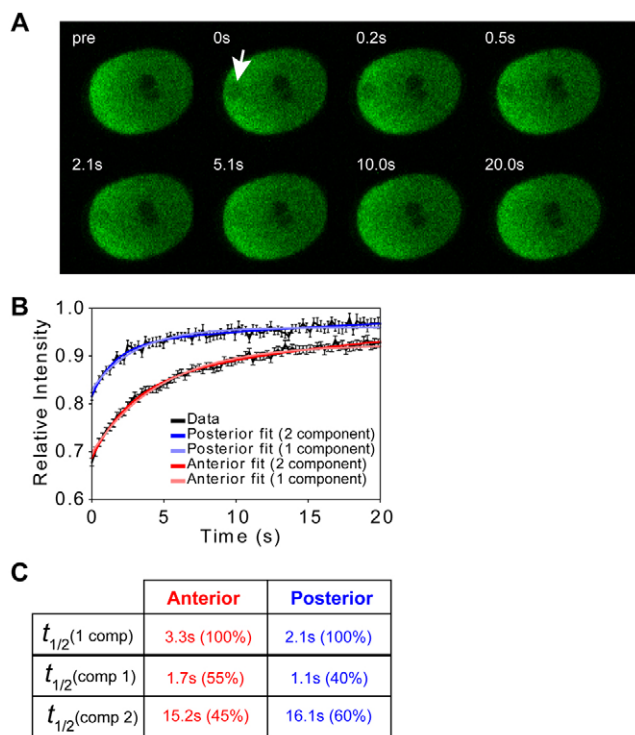 A
pre 0s 0.2s 0.5s
2.1s 5.1s 10.0s 20.0s
B
Relative Intensity
1.0
0.9
0.8
0.7
0.6
Data
Posterior fit (2 component)
Posterior fit (1 component)
Anterior fit (2 component)
Anterior fit (1 component)
0 5 10 15 20
Time (s)
C
Anterior Posterior
t1/2(1 comp) 3.3s (100%) 2.1s (100%)
t1/2(comp 1) 1.7s (55%) 1.1s (40%)
t1/2(comp 2) 15.2s (45%) 16.1s (60%)